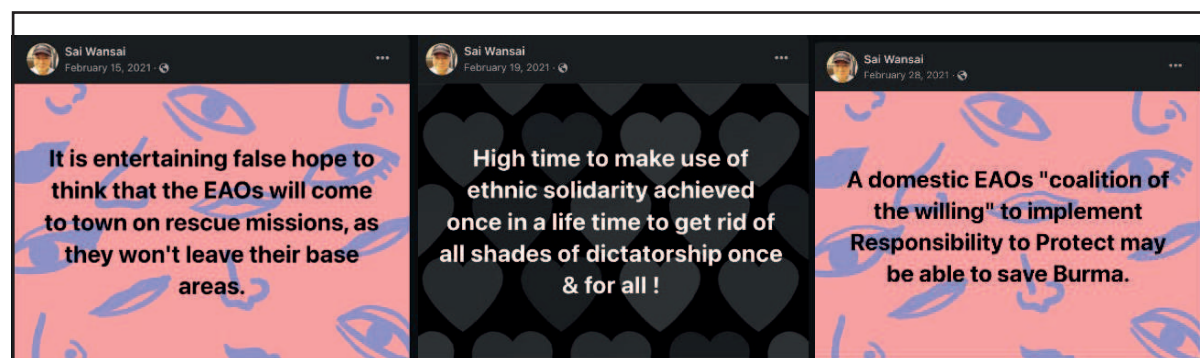 Sai Wansai
February 15, 2021 ·
It is entertaining false hope to
think that the EAOs will come
to town on rescue missions, as
they won't leave their base
areas.
Sai Wansai
February 19, 2021 ·
High time to make use of
ethnic solidarity achieved
once in a life time to get rid of
all shades of dictatorship once
& for all !
Sai Wansai
February 28, 2021 ·
A domestic EAOs "coalition of
the willing" to implement
Responsibility to Protect may
be able to save Burma.